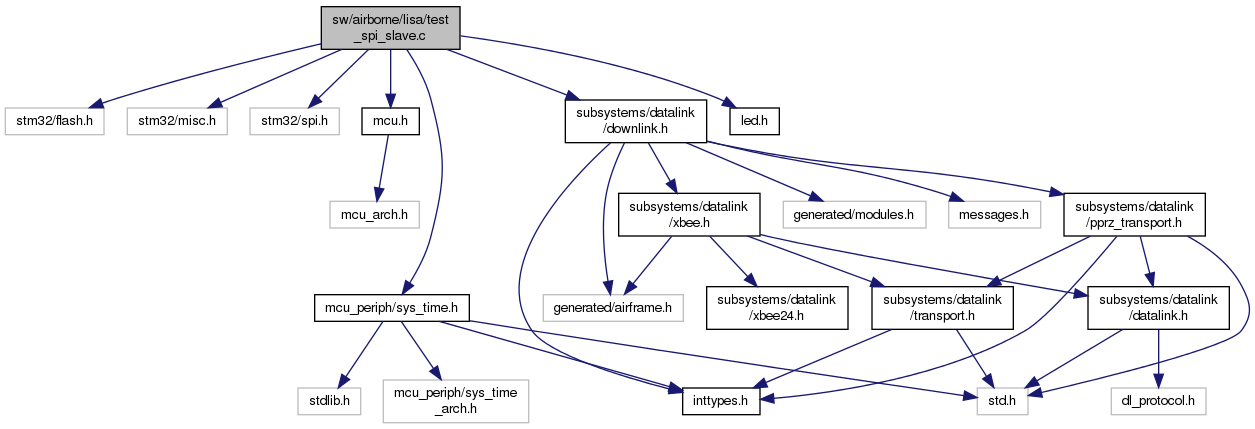 sw/airborne/lisa/test
_spi_slave.c
stm32/flash.h
stm32/misc.h
stm32/spi.h
mcu.h
subsystems/datalink
/downlink.h
led.h
mcu_arch.h
subsystems/datalink
/xbee.h
generated/modules.h
messages.h
subsystems/datalink
/pprz_transport.h
mcu_periph/sys_time.h
generated/airframe.h
subsystems/datalink
/xbee24.h
subsystems/datalink
/transport.h
subsystems/datalink
/datalink.h
stdlib.h
mcu_periph/sys_time
_arch.h
inttypes.h
std.h
dl_protocol.h